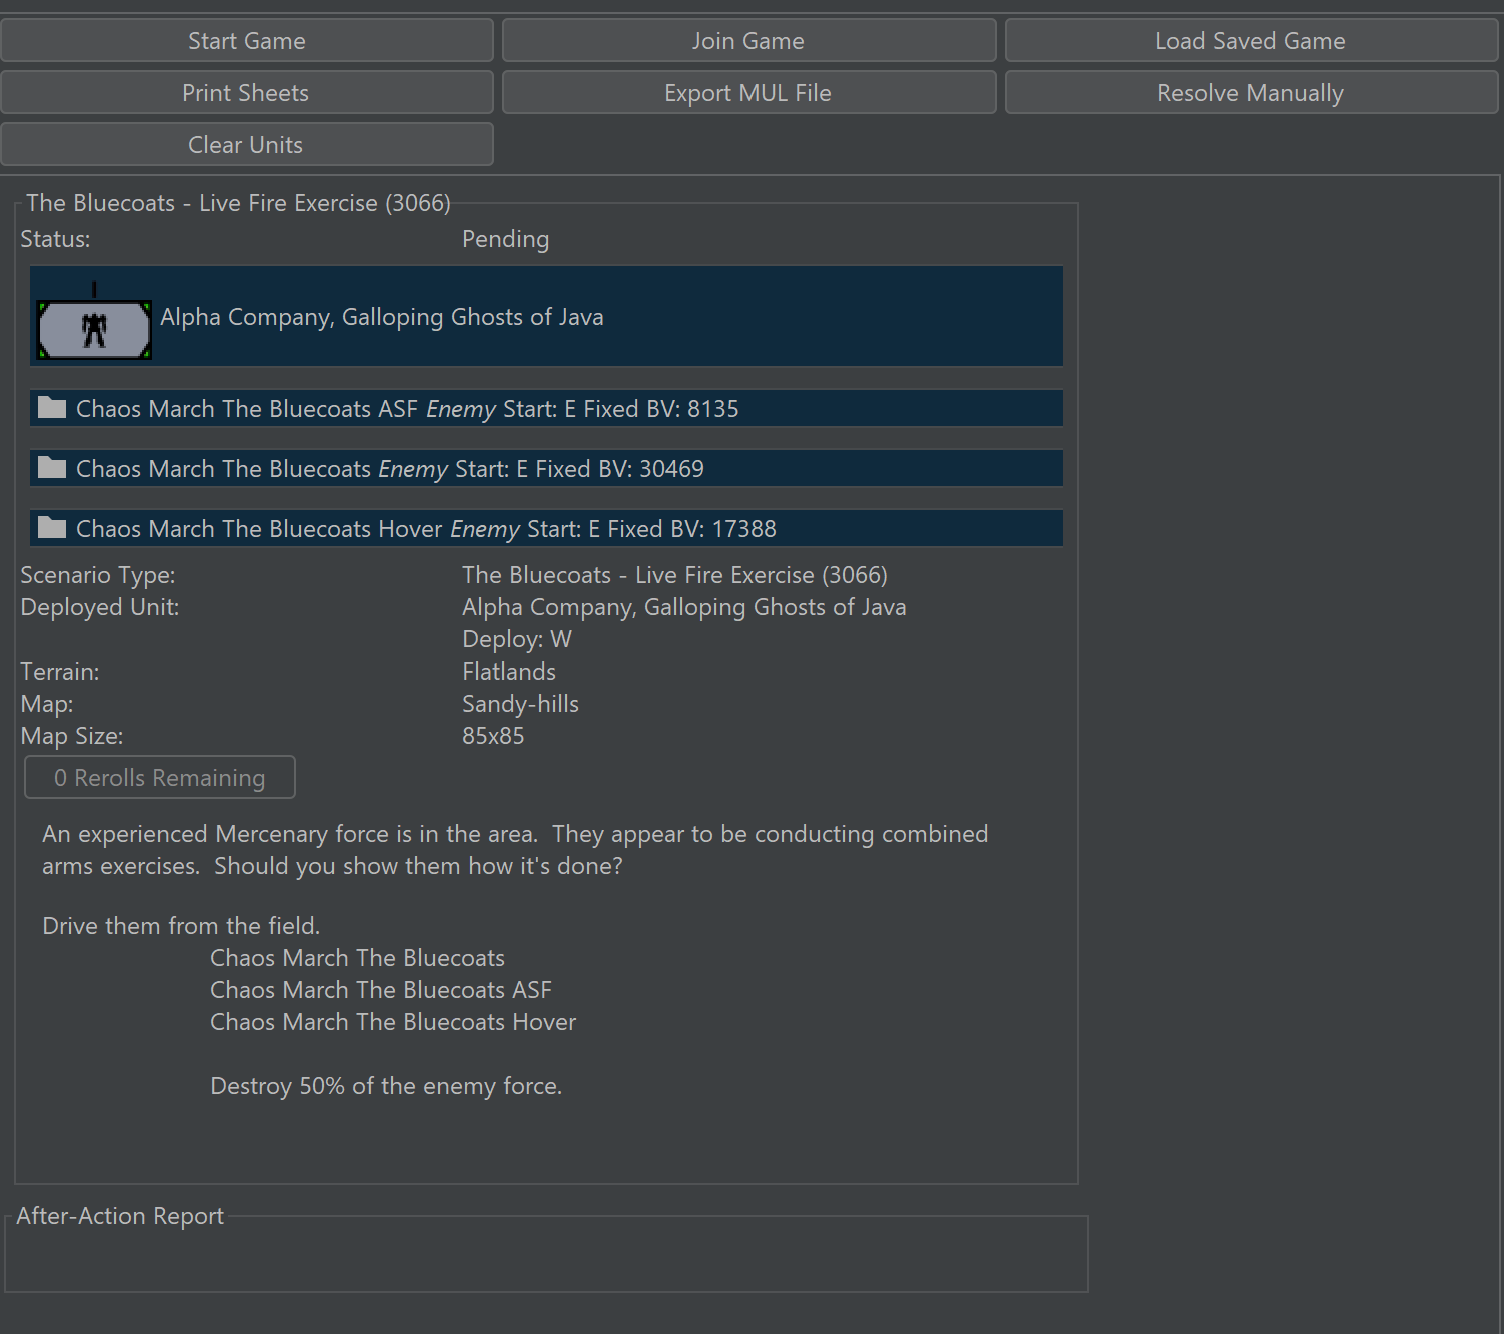 Start Game
Join Game
Load Saved Game
Print Sheets
Export MUL File
Resolve Manually
Clear Units
The Bluecoats - Live Fire Exercise (3066)
Status: Pending
Alpha Company, Galloping Ghosts of Java
Chaos March The Bluecoats ASF Enemy Start: E Fixed BV: 8135
Chaos March The Bluecoats Enemy Start: E Fixed BV: 30469
Chaos March The Bluecoats Hover Enemy Start: E Fixed BV: 17388
Scenario Type: The Bluecoats - Live Fire Exercise (3066)
Deployed Unit: Alpha Company, Galloping Ghosts of Java
Deploy: W
Terrain: Flatlands
Map: Sandy-hills
Map Size: 85x85
0 Rerolls Remaining
An experienced Mercenary force is in the area.  They appear to be conducting combined
arms exercises.  Should you show them how it's done?
Drive them from the field.
Chaos March The Bluecoats
Chaos March The Bluecoats ASF
Chaos March The Bluecoats Hover
Destroy 50% of the enemy force.
After-Action Report